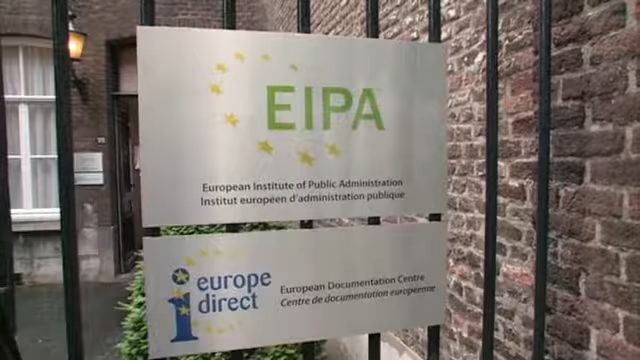 EIPA
European Institute of Public Administration
Institut européen d'administration publique
europe
direct
European Documentation Centre
Centre de documentation européenne